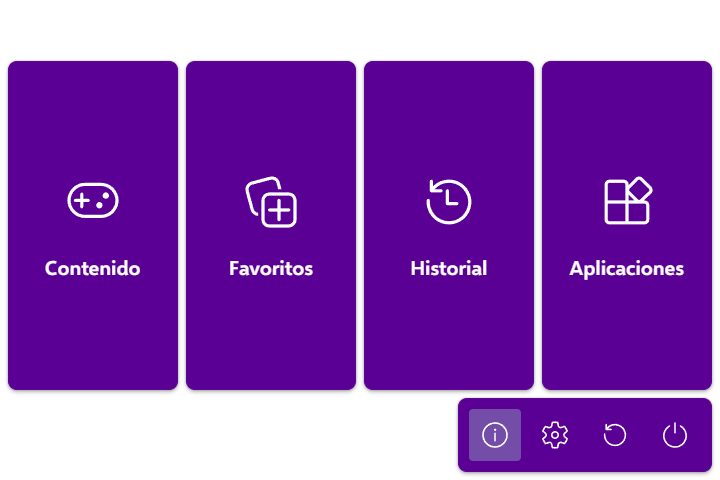 Contenido
Favoritos
Historial
Aplicaciones